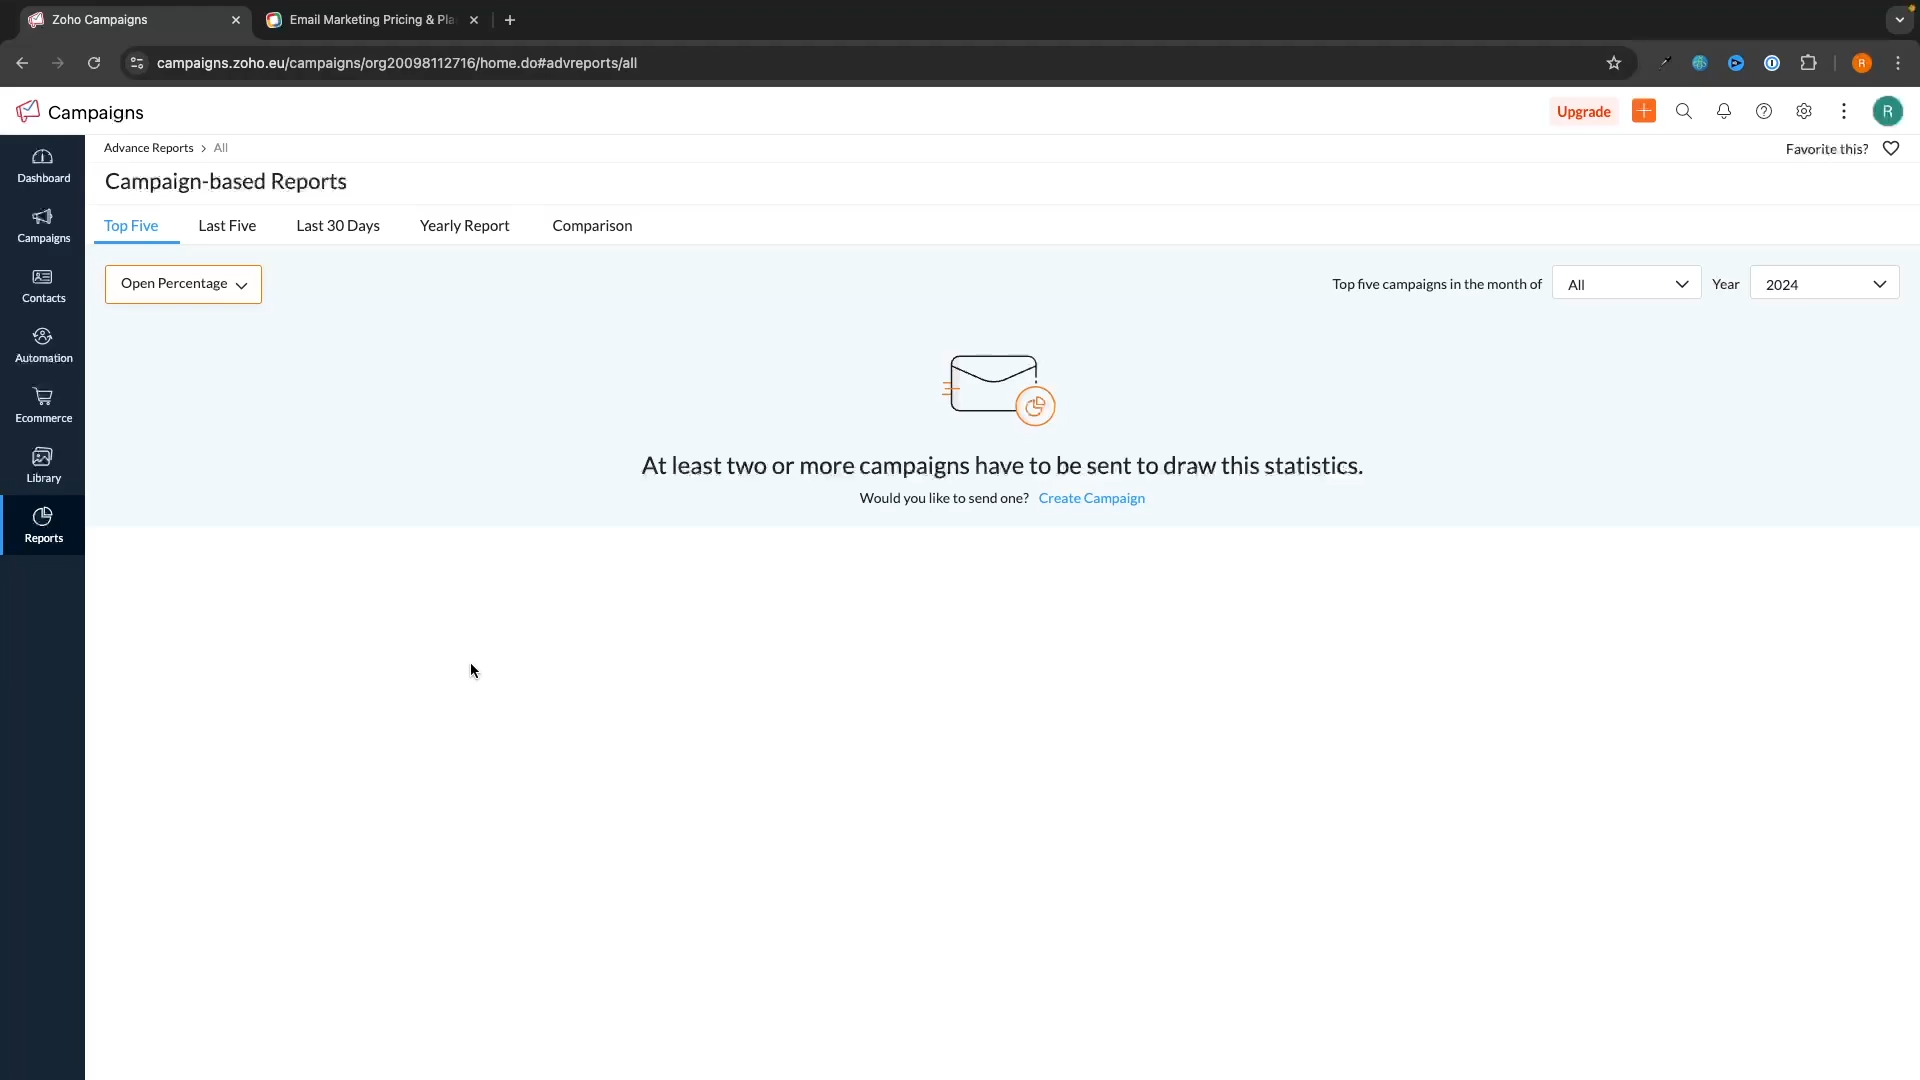 Zoho Campaigns
Email Marketing Pricing & Pla
campaigns.zoho.eu/campaigns/org20098112716/home.do#advreports/all
R
Campaigns
Upgrade
R
Advance Reports > All
Favorite this?
Campaign-based Reports
Top Five
Last Five
Last 30 Days
Yearly Report
Comparison
Open Percentage
Top five campaigns in the month of
All
Year
2024
At least two or more campaigns have to be sent to draw this statistics.
Would you like to send one? Create Campaign
Dashboard
Campaigns
Contacts
Automation
Ecommerce
Library
Reports